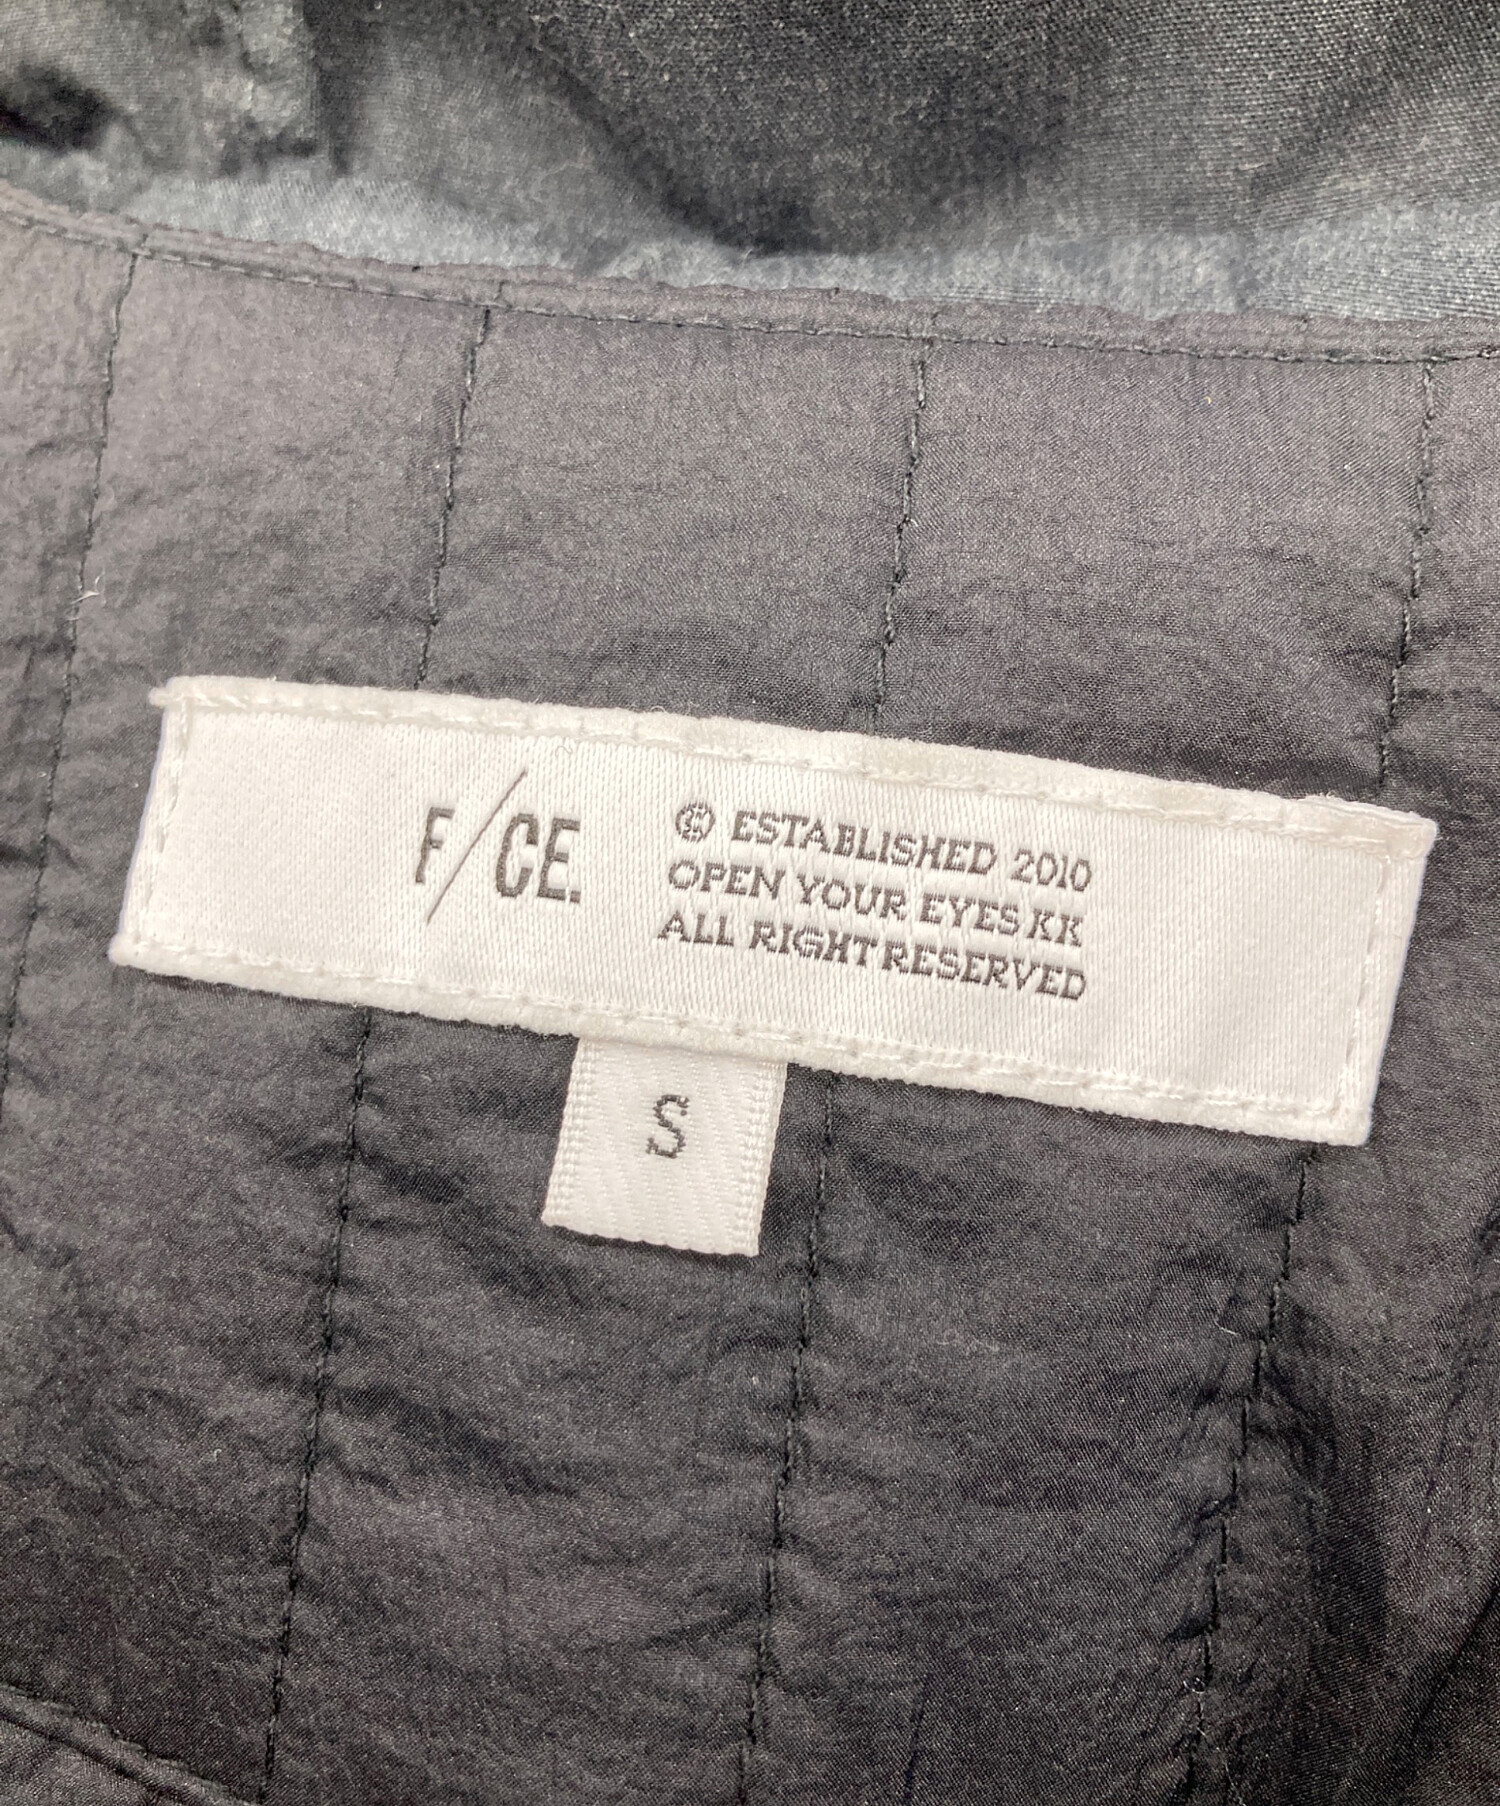 F/CE.
© ESTABLISHED 2010
OPEN YOUR EYES KK
ALL RIGHT RESERVED
S